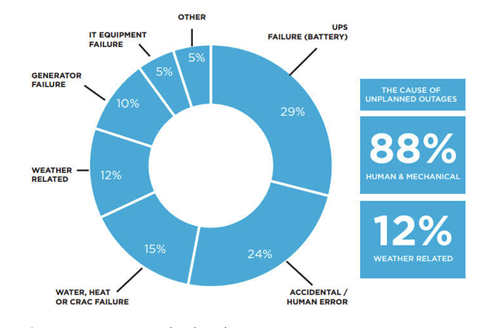 OTHER
IT EQUIPMENT
FAILURE
UPS
FAILURE (BATTERY)
GENERATOR
FAILURE
5%
5%
10%
29%
THE CAUSE OF
UNPLANNED OUTAGES
88%
HUMAN & MECHANICAL
WEATHER
RELATED
12%
12%
WEATHER RELATED
15%
24%
WATER, HEAT
OR CRAC FAILURE
ACCIDENTAL /
HUMAN ERROR